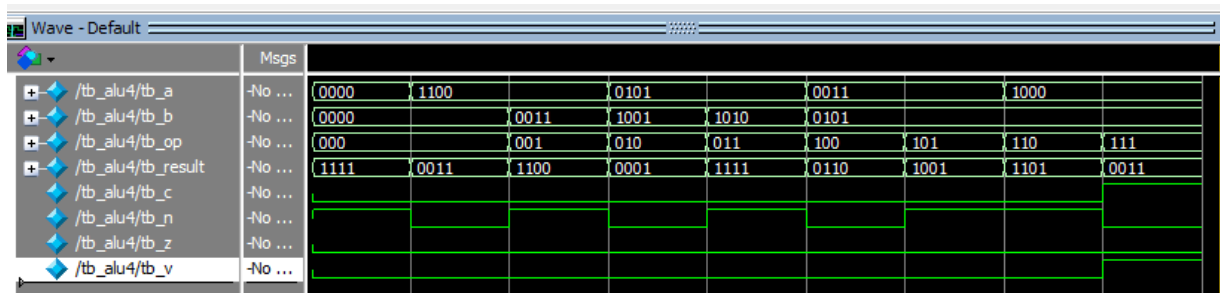 Wave - Default
Msgs
/tb_alu4/tb_a -No ... 0000 1100 0101 0011 1000
/tb_alu4/tb_b -No ... 0000 0011 1001 1010 0101
/tb_alu4/tb_op -No ... 000 001 010 011 100 101 110 111
/tb_alu4/tb_result -No ... 1111 0011 1100 0001 1111 0110 1001 1101 0011
/tb_alu4/tb_c -No ...
/tb_alu4/tb_n -No ...
/tb_alu4/tb_z -No ...
/tb_alu4/tb_v -No ...